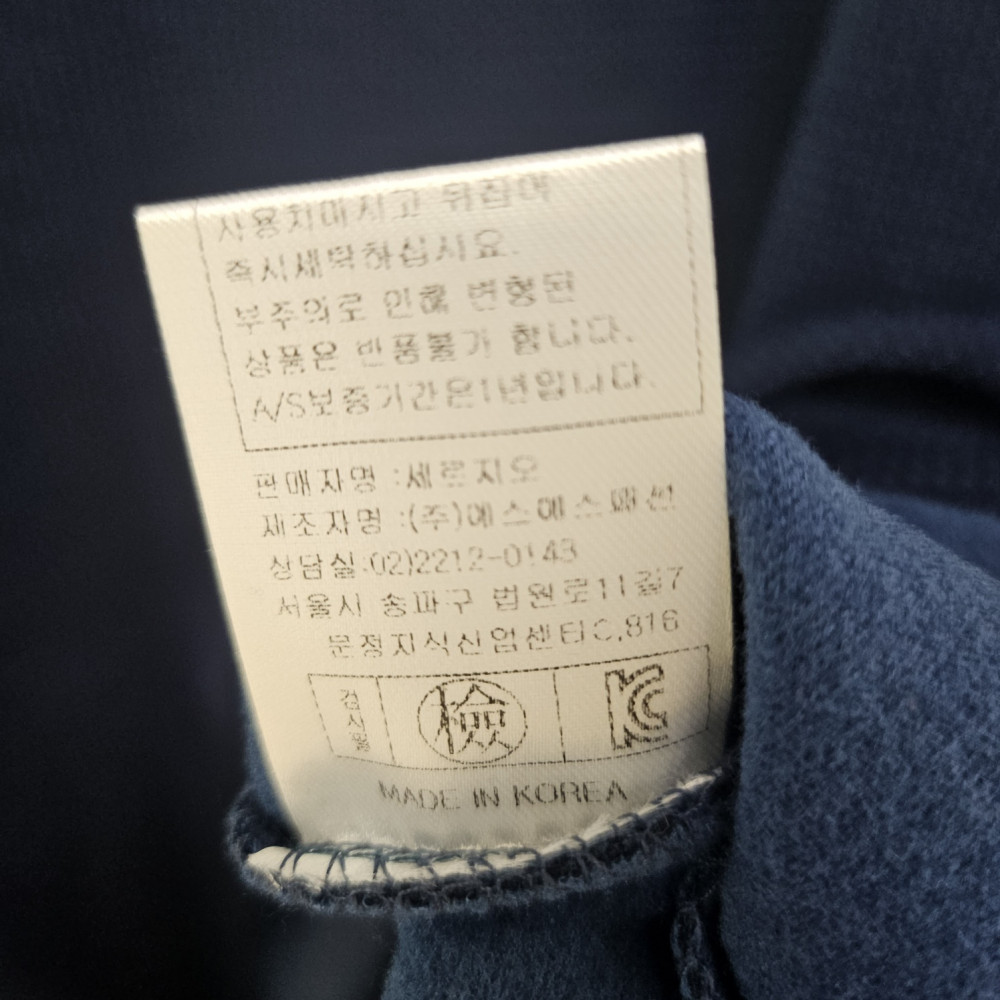 사용치마시고 뒤집어
즉시세탁하십시요.
부주의로 인해 변형된
상품은 반품불가 합니다.
A/S보증기간은1년입니다.
판매자명 :세르지오
제조자명 :(주)에스에스패션
상담실:02)2212-0143
서울시 송파구 법원로11길7
문정지식산업센터C,816
검사필
檢
KC
MADE IN KOREA